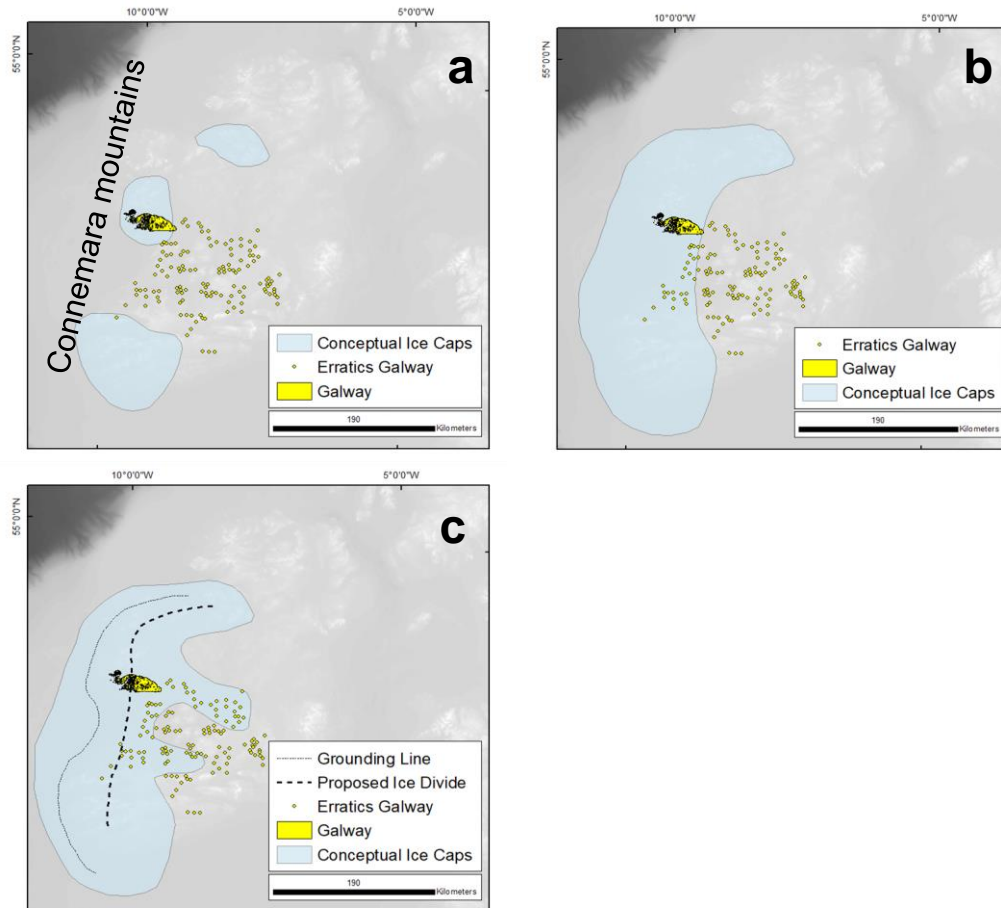 10°0'0"W
5°0'0"W
55°0'0"N
a
Connemara mountains
Conceptual Ice Caps
Erratics Galway
Galway
190
Kilometers
10°0'0"W
5°0'0"W
55°0'0"N
b
Erratics Galway
Galway
Conceptual Ice Caps
190
Kilometers
10°0'0"W
5°0'0"W
55°0'0"N
c
Grounding Line
Proposed Ice Divide
Erratics Galway
Galway
Conceptual Ice Caps
190
Kilometers